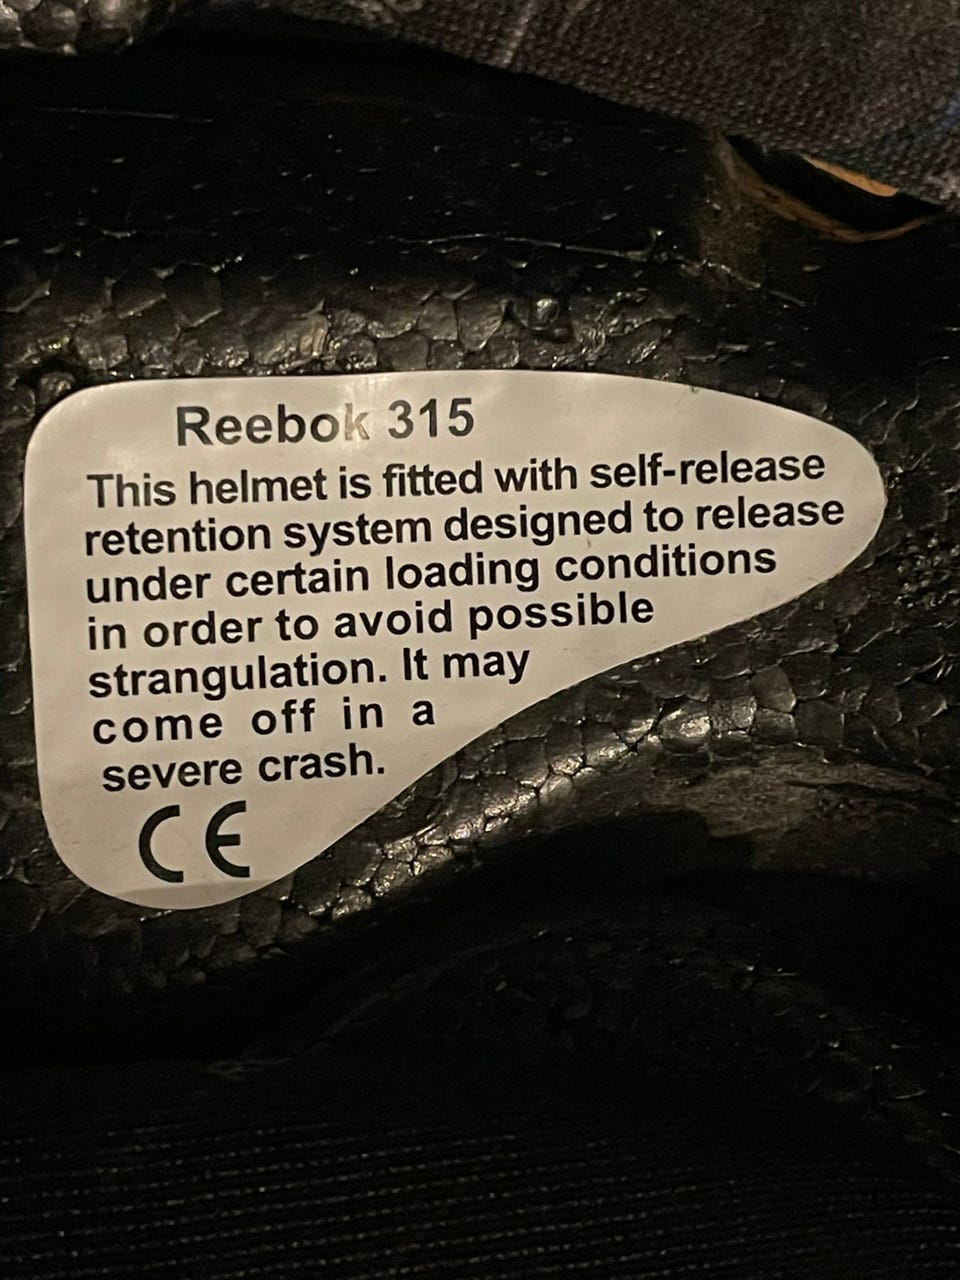 Reebok 315
This helmet is fitted with self-release
retention system designed to release
under certain loading conditions
in order to avoid possible
strangulation. It may
come off in a
severe crash.
CE